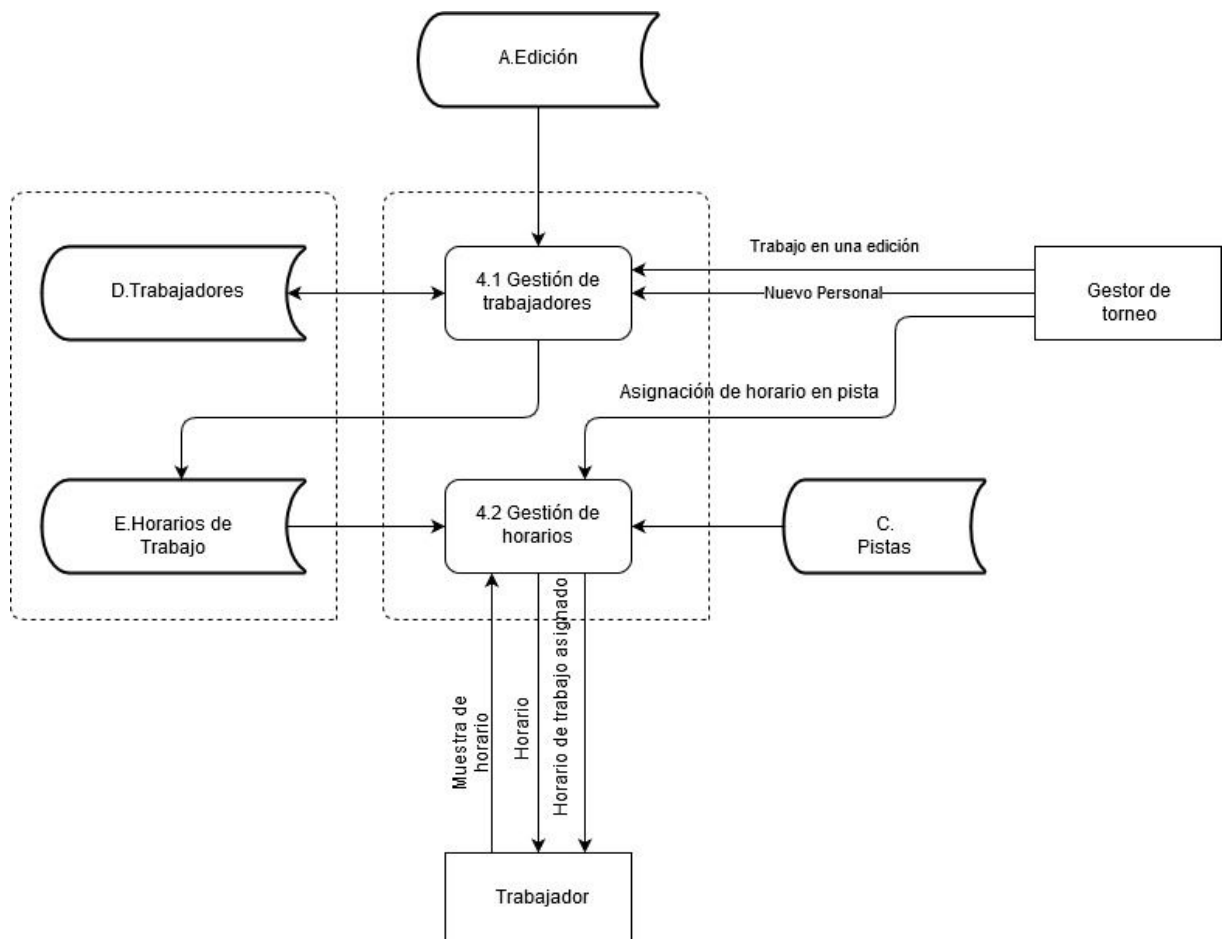 A.Edición
Trabajo en una edición
D.Trabajadores
4.1 Gestión de
trabajadores
Nuevo Personal
Gestor de
torneo
Asignación de horario en pista
E.Horarios de
Trabajo
4.2 Gestión de
horarios
C.
Pistas
Muestra de
horario
Horario
Horario de trabajo asignado
Trabajador